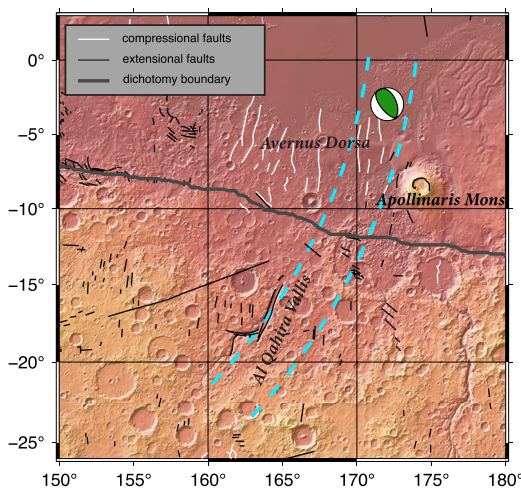 compressional faults
extensional faults
dichotomy boundary
0°
−5°
−10°
−15°
−20°
−25°
Avernus Dorsa
Apollinaris Mons
Al Qahira Vallis
150° 155° 160° 165° 170° 175° 180°